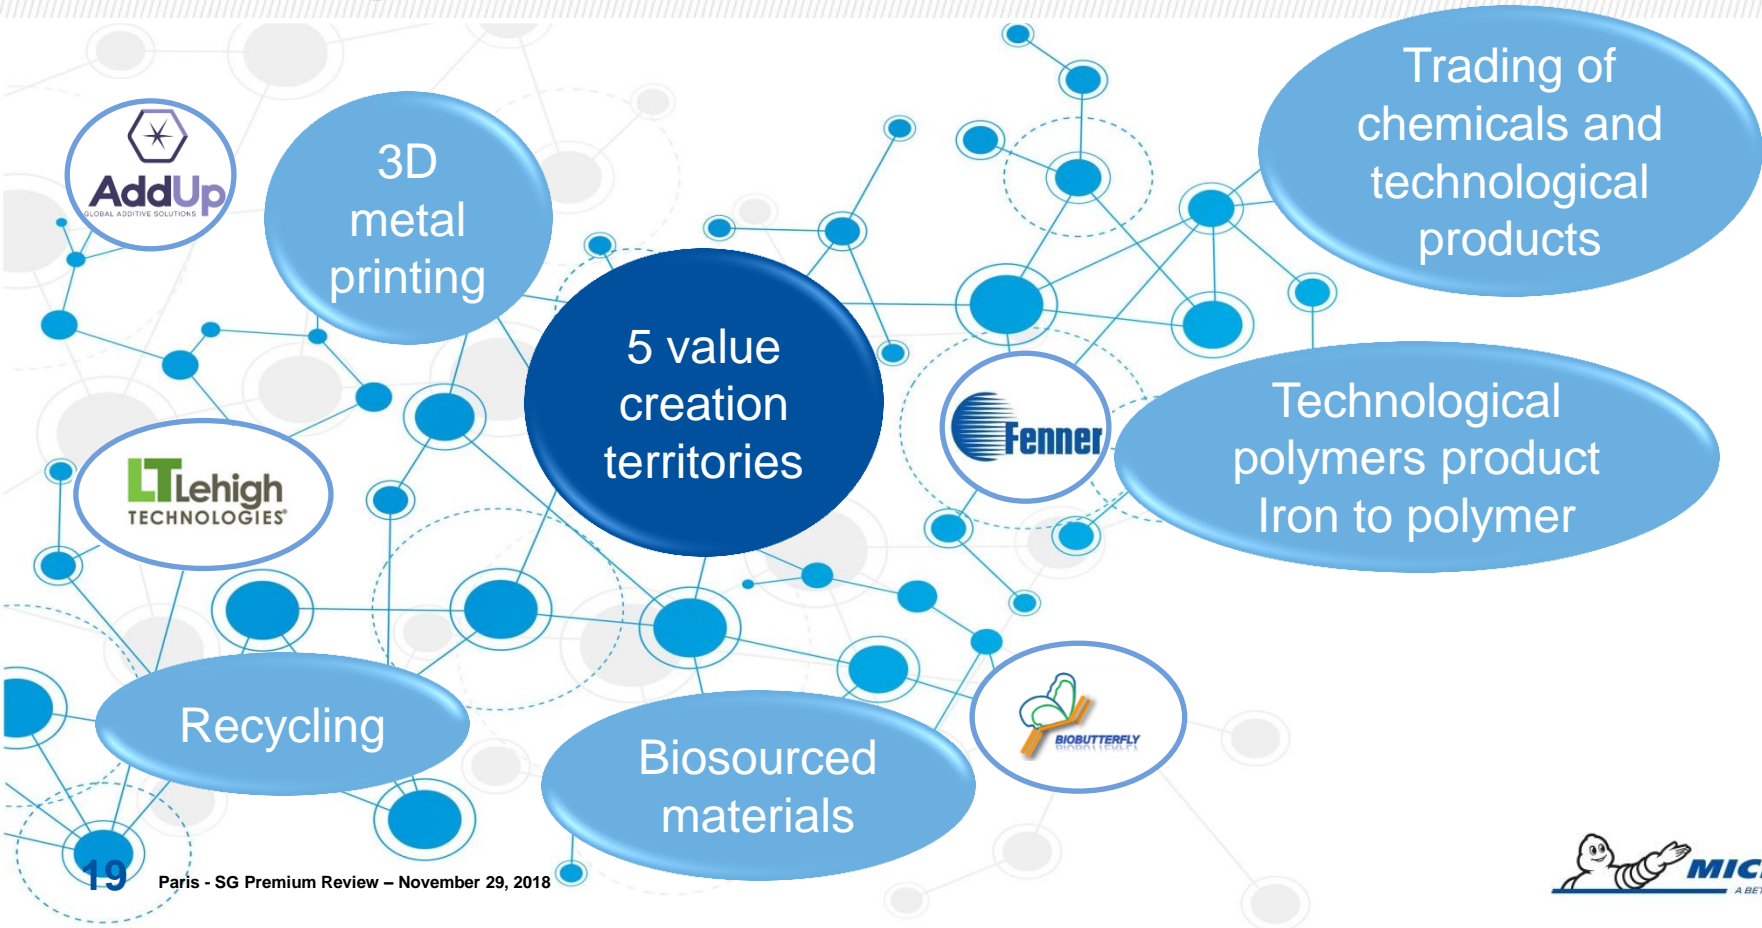 AddUp
GLOBAL ADDITIVE SOLUTIONS
3D
metal
printing
Trading of
chemicals and
technological
products
5 value
creation
territories
Fenner
Technological
polymers product
Iron to polymer
LTLehigh
TECHNOLOGIES
Recycling
Biosourced
materials
BIOBUTTERFLY
19
Paris - SG Premium Review – November 29, 2018